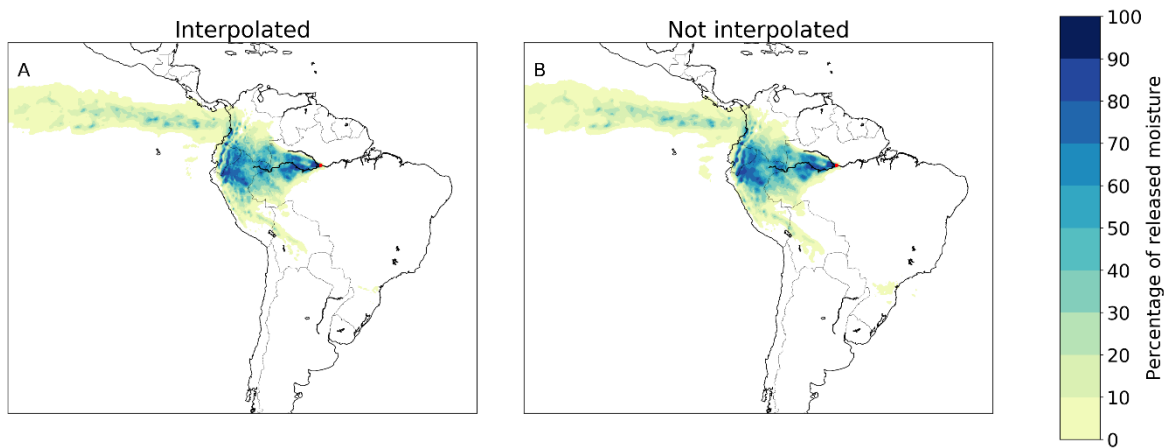 Interpolated
Not interpolated
A
B
100
90
80
70
60
50
40
30
20
10
0
Percentage of released moisture